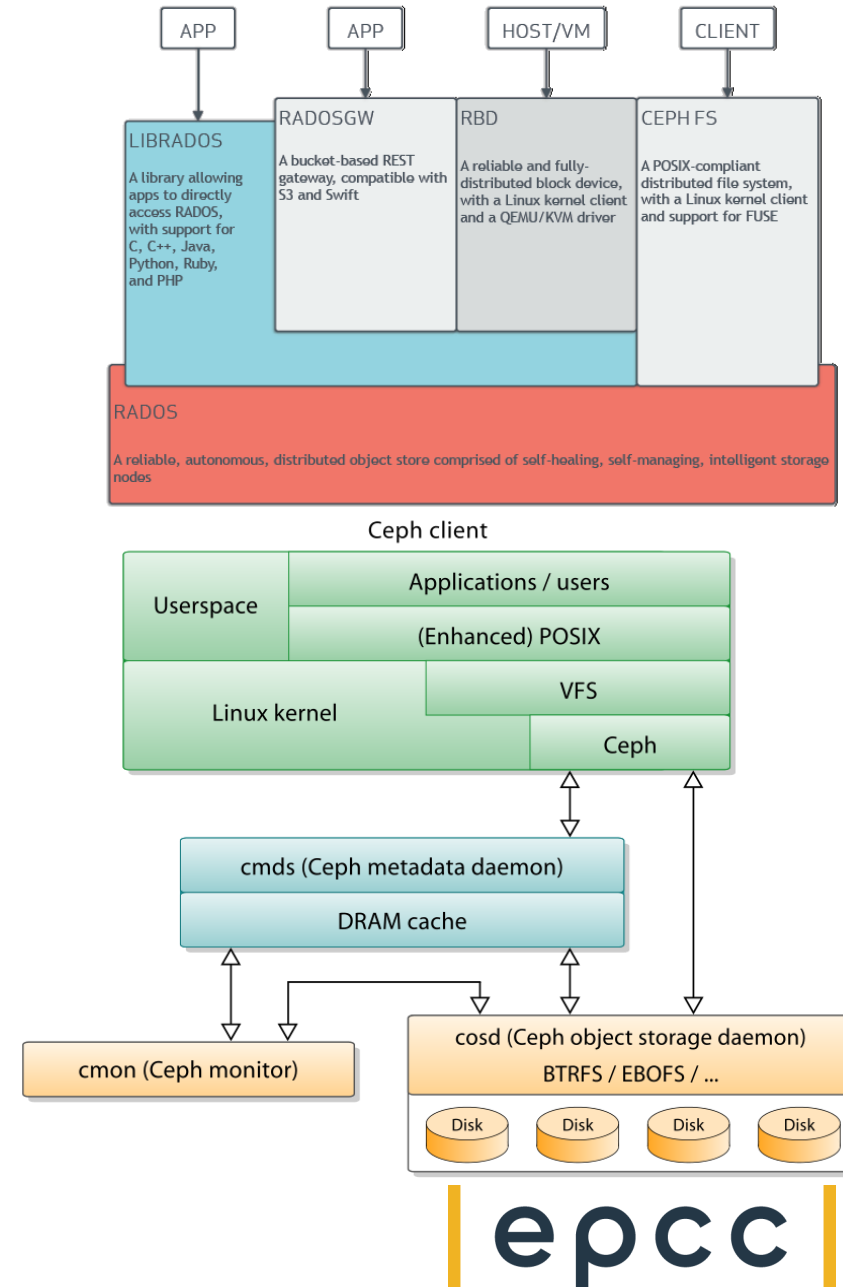 APP
APP
HOST/VM
CLIENT
LIBRADOS
A library allowing
apps to directly
access RADOS,
with support for
C, C++, Java,
Python, Ruby,
and PHP
RADOSGW
A bucket-based REST
gateway, compatible with
S3 and Swift
RBD
A reliable and fully-
distributed block device,
with a Linux kernel client
and a QEMU/KVM driver
CEPH FS
A POSIX-compliant
distributed file system,
with a Linux kernel client
and support for FUSE
RADOS
A reliable, autonomous, distributed object store comprised of self-healing, self-managing, intelligent storage
nodes
Ceph client
Userspace
Applications / users
(Enhanced) POSIX
Linux kernel
VFS
Ceph
cmds (Ceph metadata daemon)
DRAM cache
cmon (Ceph monitor)
cosd (Ceph object storage daemon)
BTRFS / EBOFS / ...
Disk
Disk
Disk
Disk
epcc